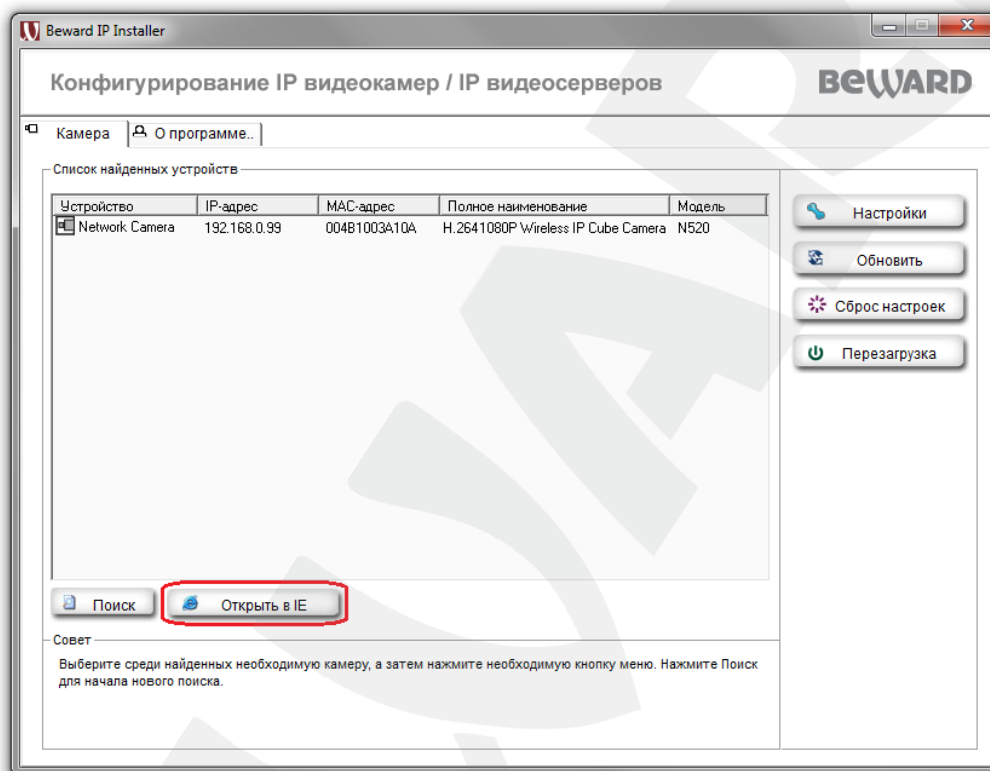 Beward IP Installer
Конфигурирование IP видеокамер / IP видеосерверов
BEWARD
Камера
О программе..
Список найденных устройств
Устройство IP-адрес MAC-адрес Полное наименование Модель
Network Camera 192.168.0.99 004B1003A10A H.2641080P Wireless IP Cube Camera N520
Настройки
Обновить
Сброс настроек
Перезагрузка
Поиск
Открыть в IE
Совет
Выберите среди найденных необходимую камеру, а затем нажмите необходимую кнопку меню. Нажмите Поиск
для начала нового поиска.